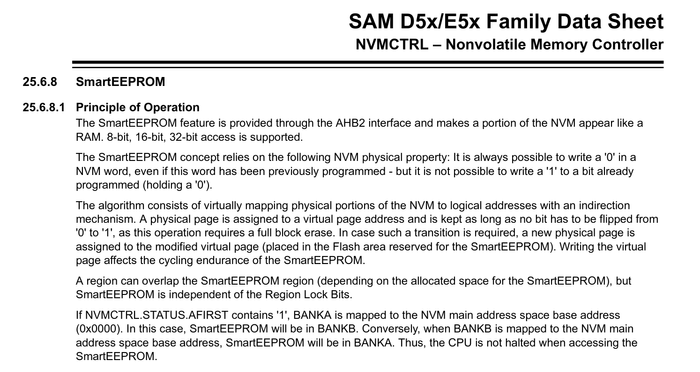 SAM D5x/E5x Family Data Sheet
NVMCTRL – Nonvolatile Memory Controller
25.6.8 SmartEEPROM
25.6.8.1 Principle of Operation
The SmartEEPROM feature is provided through the AHB2 interface and makes a portion of the NVM appear like a
RAM. 8-bit, 16-bit, 32-bit access is supported.
The SmartEEPROM concept relies on the following NVM physical property: It is always possible to write a '0' in a
NVM word, even if this word has been previously programmed - but it is not possible to write a '1' to a bit already
programmed (holding a '0').
The algorithm consists of virtually mapping physical portions of the NVM to logical addresses with an indirection
mechanism. A physical page is assigned to a virtual page address and is kept as long as no bit has to be flipped from
'0' to '1', as this operation requires a full block erase. In case such a transition is required, a new physical page is
assigned to the modified virtual page (placed in the Flash area reserved for the SmartEEPROM). Writing the virtual
page affects the cycling endurance of the SmartEEPROM.
A region can overlap the SmartEEPROM region (depending on the allocated space for the SmartEEPROM), but
SmartEEPROM is independent of the Region Lock Bits.
If NVMCTRL.STATUS.AFIRST contains '1', BANKA is mapped to the NVM main address space base address
(0x0000). In this case, SmartEEPROM will be in BANKB. Conversely, when BANKB is mapped to the NVM main
address space base address, SmartEEPROM will be in BANKA. Thus, the CPU is not halted when accessing the
SmartEEPROM.